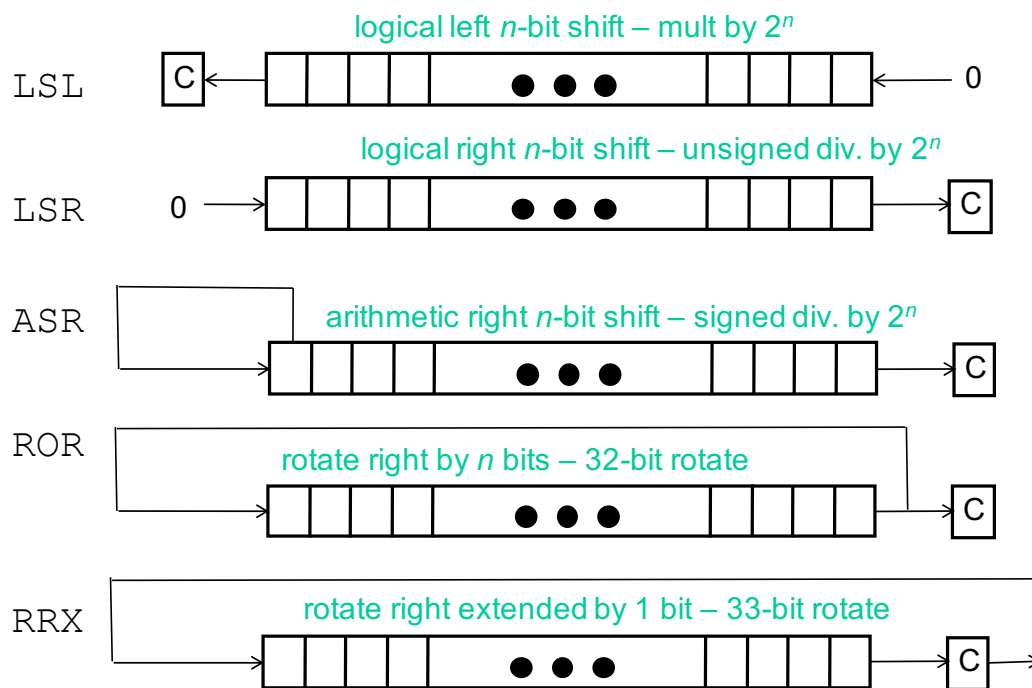 logical left n-bit shift – mult by 2ⁿ
LSL C 0
logical right n-bit shift – unsigned div. by 2ⁿ
LSR 0 C
ASR arithmetic right n-bit shift – signed div. by 2ⁿ
C
ROR
rotate right by n bits – 32-bit rotate
C
RRX rotate right extended by 1 bit – 33-bit rotate
C